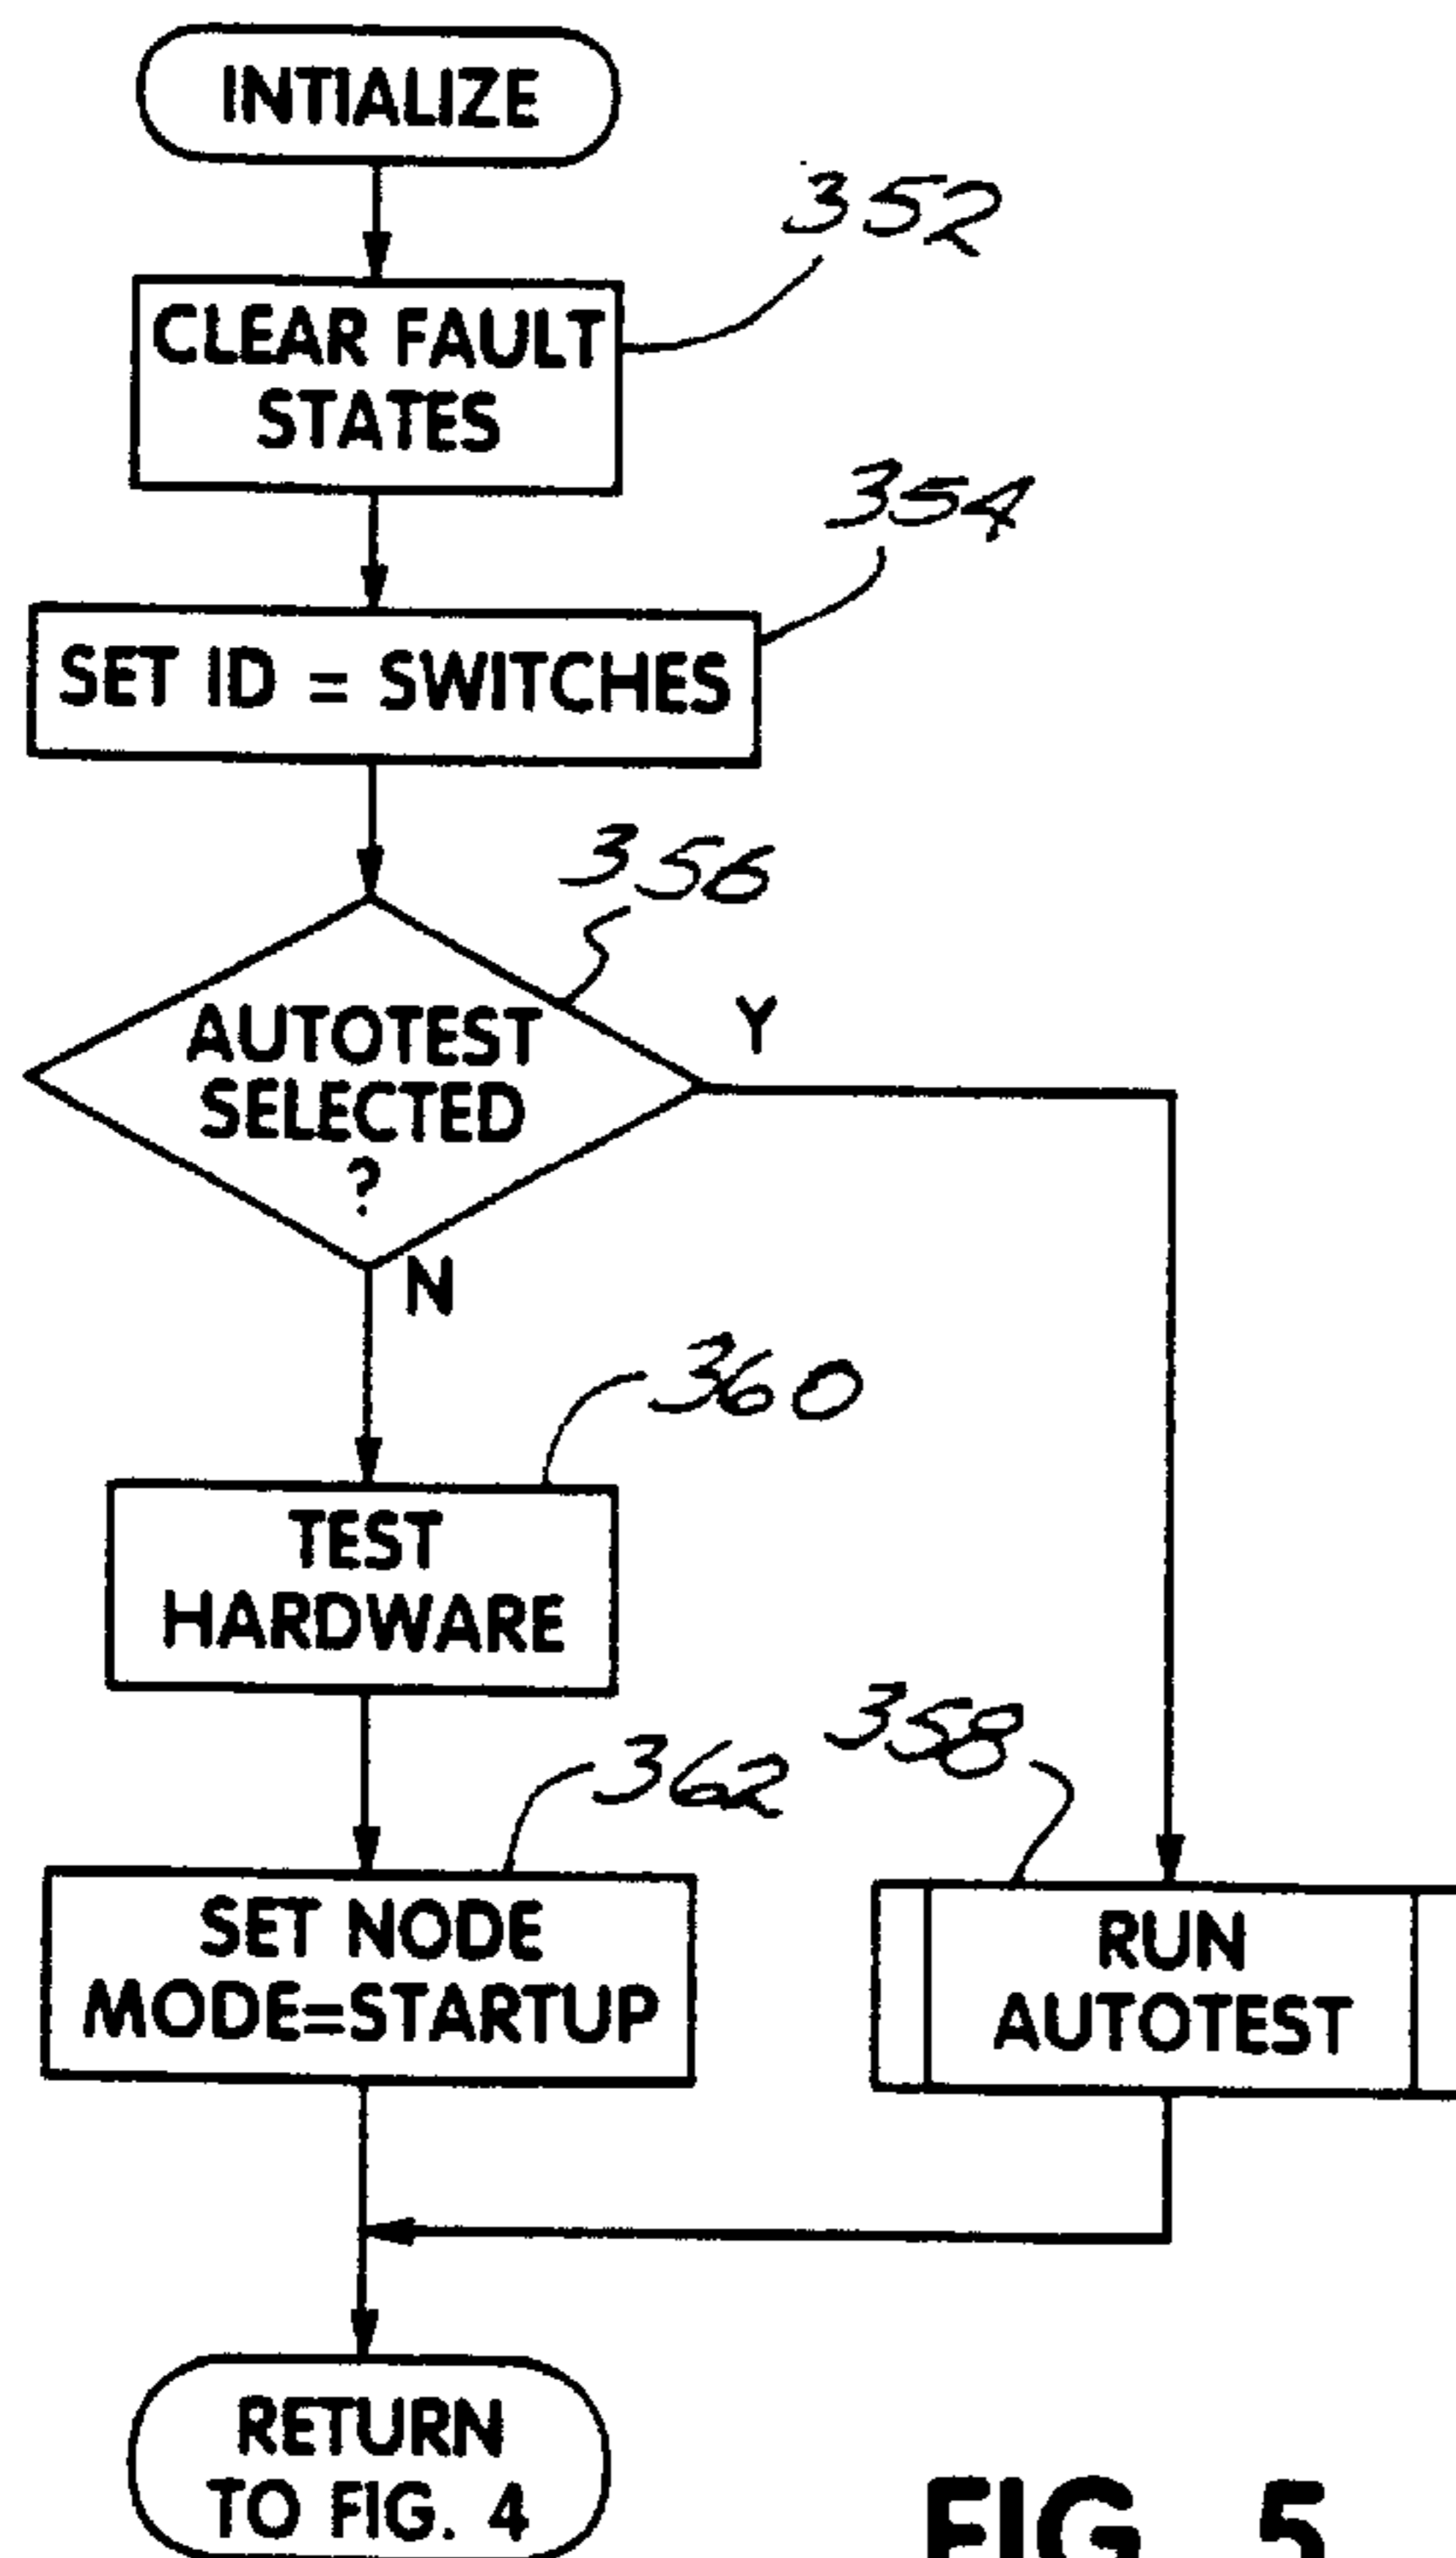 INTIALIZE
352
CLEAR FAULT
STATES
354
SET ID = SWITCHES
356
AUTOTEST
SELECTED
?
Y
N
360
TEST
HARDWARE
362
358
SET NODE
MODE=STARTUP
RUN
AUTOTEST
RETURN
TO FIG. 4
FIG. 5